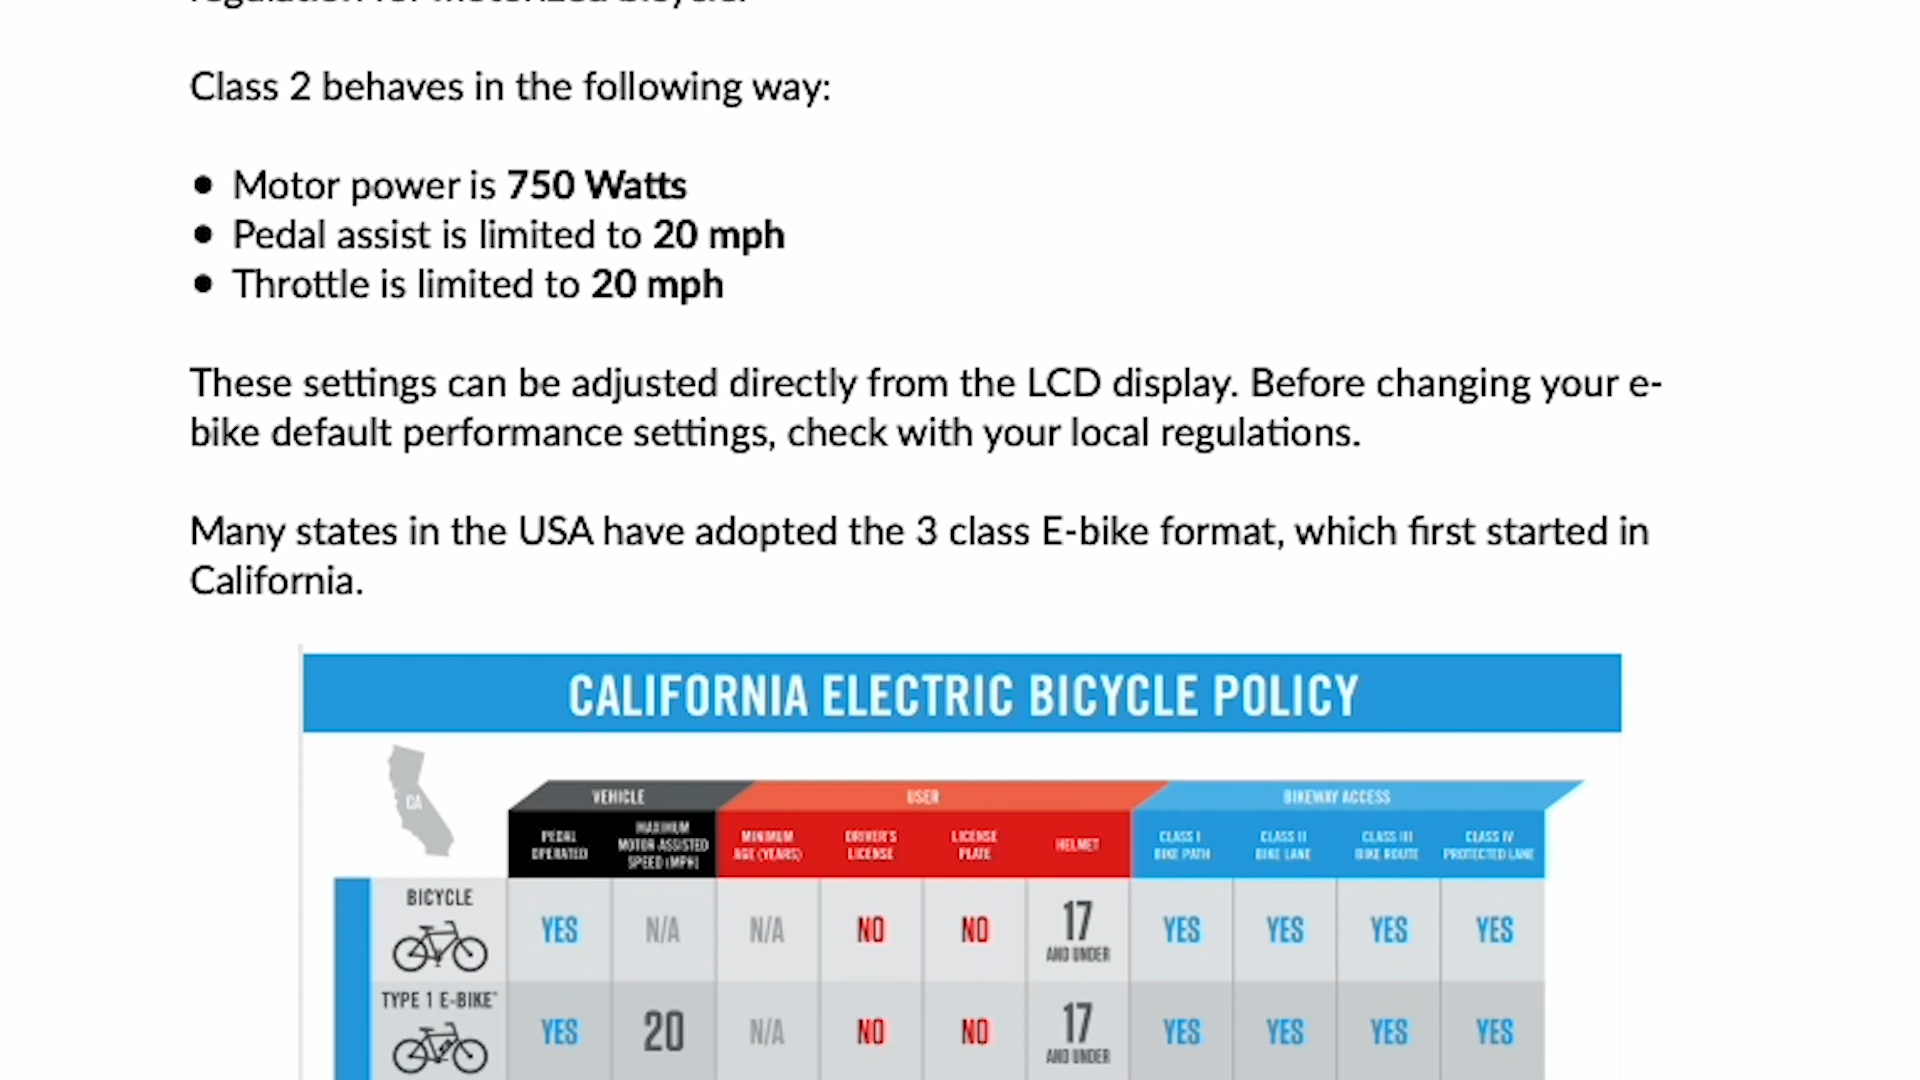 regulation for motorized bicycle.
Class 2 behaves in the following way:
• Motor power is 750 Watts
• Pedal assist is limited to 20 mph
• Throttle is limited to 20 mph
These settings can be adjusted directly from the LCD display. Before changing your e-
bike default performance settings, check with your local regulations.
Many states in the USA have adopted the 3 class E-bike format, which first started in
California.
CALIFORNIA ELECTRIC BICYCLE POLICY
CA
VEHICLE USER BIKEWAY ACCESS
PEDAL OPERATED MAXIMUM MOTOR-ASSISTED SPEED (MPH) MINIMUM AGE (YEARS) DRIVER'S LICENSE LICENSE PLATE HELMET CLASS I BIKE PATH CLASS II BIKE LANE CLASS III BIKE ROUTE CLASS IV PROTECTED LANE
BICYCLE YES N/A N/A NO NO 17 AND UNDER YES YES YES YES
TYPE 1 E-BIKE YES 20 N/A NO NO 17 AND UNDER YES YES YES YES